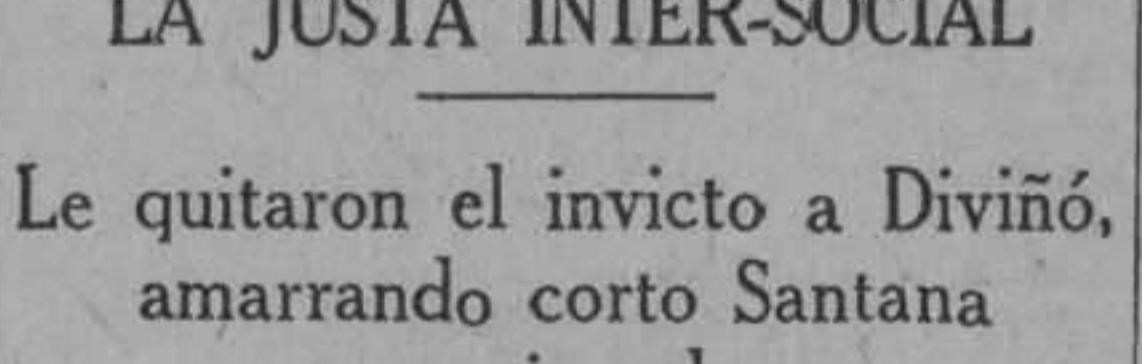 LA JUSTA INTER-SOCIAL
Le quitaron el invicto a Diviñó,
amarrando corto Santana